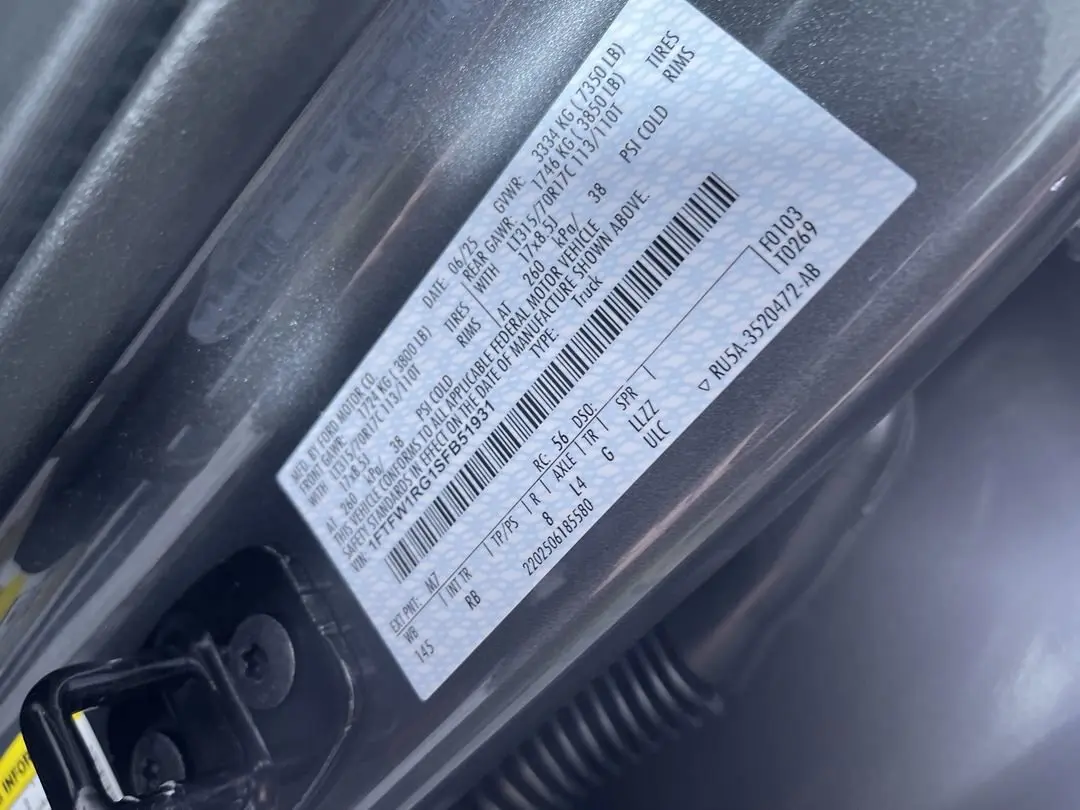 MFD. BY FORD MOTOR CO.
DATE: 06/25 GVWR: 3334 KG ( 7350 LB)
FRONT GAWR: 1724 KG ( 3800 LB) REAR GAWR: 1746 KG ( 3850 LB)
WITH LT315/70R17C 113/110T TIRES WITH LT315/70R17C 113/110T TIRES
17x8.5J RIMS 17x8.5J RIMS
AT 260 kPa/ 38 PSI COLD AT 260 kPa/ 38 PSI COLD
THIS VEHICLE CONFORMS TO ALL APPLICABLE FEDERAL MOTOR VEHICLE
SAFETY STANDARDS IN EFFECT ON THE DATE OF MANUFACTURE SHOWN ABOVE.
VIN: 1FTFW1RG1SFB51931 TYPE: Truck
EXT PNT: M7 RC: 56 DSO:
WB INT TR TP/PS R AXLE TR SPR F0103
T0269
145 RB 8 L4 G LLZZ
2202506185580 ULC ▽ RU5A-3520472-AB
INFOR